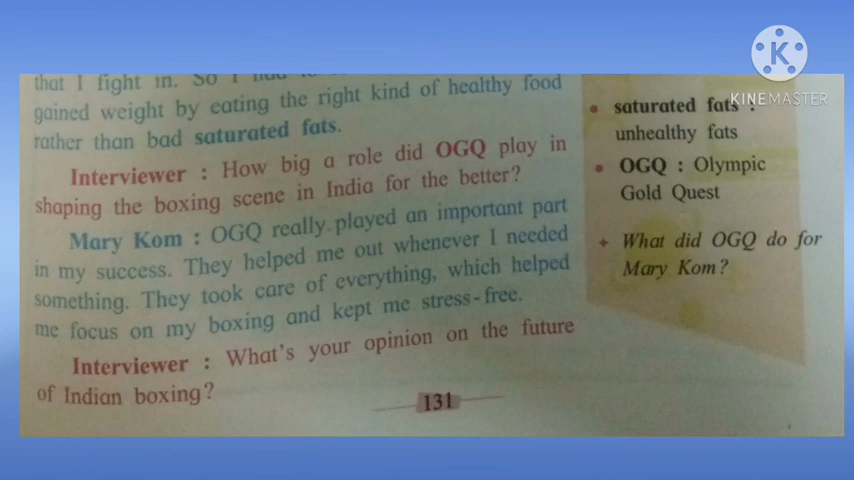 that I fight in. So I had
gained weight by eating the right kind of healthy food
rather than bad saturated fats.
Interviewer : How big a role did OGQ play in
shaping the boxing scene in India for the better?
Mary Kom : OGQ really played an important part
in my success. They helped me out whenever I needed
something. They took care of everything, which helped
me focus on my boxing and kept me stress-free.
Interviewer : What's your opinion on the future
of Indian boxing?
131
• saturated fats :
unhealthy fats
• OGQ : Olympic
Gold Quest
+ What did OGQ do for
Mary Kom?
K
KINEMASTER